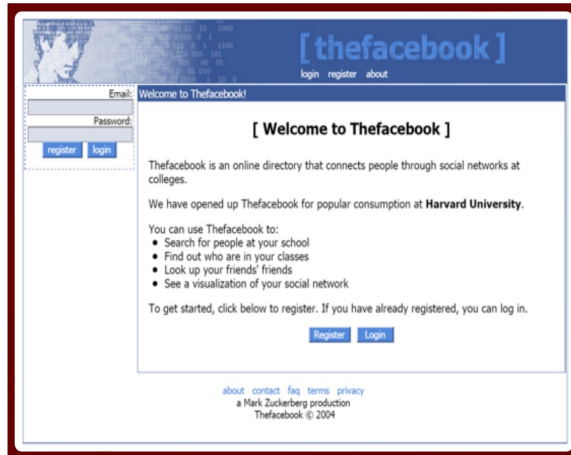 [ thefacebook ]
login register about
Email:
Password:
register login
Welcome to Thefacebook!
[ Welcome to Thefacebook ]
Thefacebook is an online directory that connects people through social networks at
colleges.
We have opened up Thefacebook for popular consumption at Harvard University.
You can use Thefacebook to:
• Search for people at your school
• Find out who are in your classes
• Look up your friends' friends
• See a visualization of your social network
To get started, click below to register. If you have already registered, you can log in.
Register Login
about contact faq terms privacy
a Mark Zuckerberg production
Thefacebook © 2004